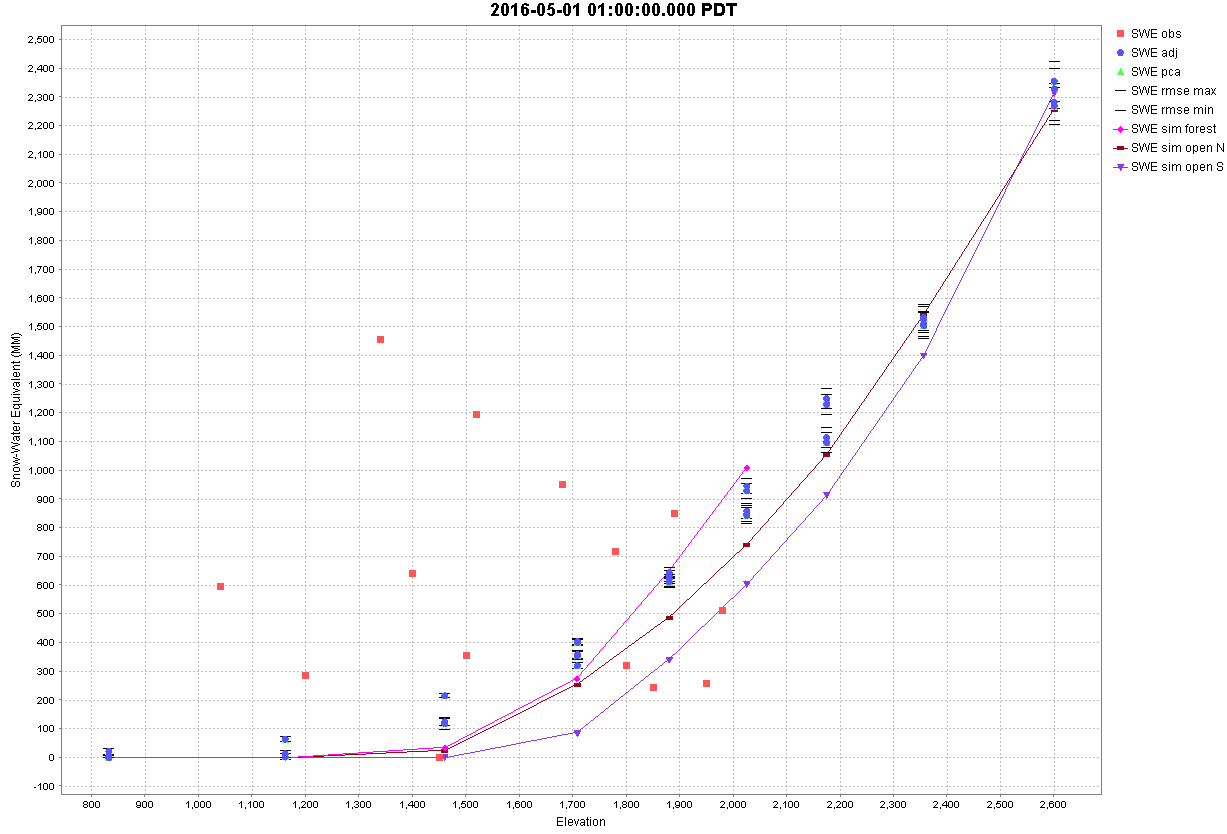 2016-05-01 01:00:00.000 PDT
2,500
2,400
2,300
2,200
2,100
2,000
1,900
1,800
1,700
1,600
1,500
1,400
1,300
1,200
1,100
1,000
900
800
700
600
500
400
300
200
100
0
-100
Snow-Water Equivalent (MM)
800 900 1,000 1,100 1,200 1,300 1,400 1,500 1,600 1,700 1,800 1,900 2,000 2,100 2,200 2,300 2,400 2,500 2,600
Elevation
SWE obs
SWE adj
SWE pca
SWE rmse max
SWE rmse min
SWE sim forest
SWE sim open N
SWE sim open S